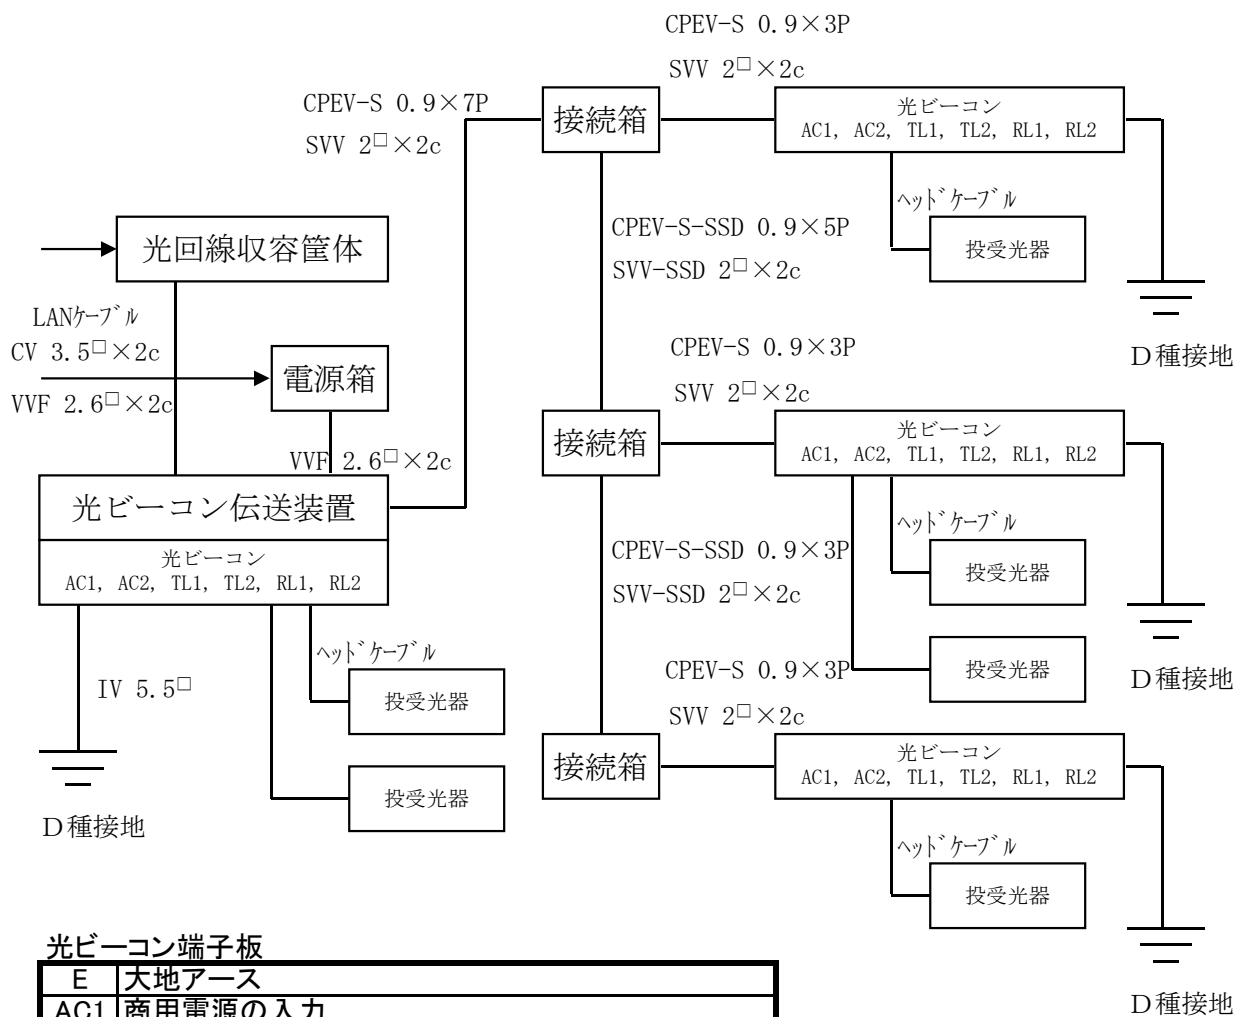 CPEV-S 0.9×3P
SVV 2□×2c
CPEV-S 0.9×7P
SVV 2□×2c
接続箱
光ビーコン
AC1, AC2, TL1, TL2, RL1, RL2
ヘッドケーブル
投受光器
D種接地
光回線収容筐体
CPEV-S-SSD 0.9×5P
SVV-SSD 2□×2c
LANケーブル
CV 3.5□×2c
電源箱
VVF 2.6□×2c
VVF 2.6□×2c
CPEV-S 0.9×3P
SVV 2□×2c
接続箱
光ビーコン
AC1, AC2, TL1, TL2, RL1, RL2
ヘッドケーブル
投受光器
投受光器
D種接地
光ビーコン伝送装置
光ビーコン
AC1, AC2, TL1, TL2, RL1, RL2
ヘッドケーブル
IV 5.5□
投受光器
投受光器
D種接地
CPEV-S-SSD 0.9×3P
SVV-SSD 2□×2c
CPEV-S 0.9×3P
SVV 2□×2c
接続箱
光ビーコン
AC1, AC2, TL1, TL2, RL1, RL2
ヘッドケーブル
投受光器
D種接地
光ビーコン端子板
E 大地アース
AC1 商用電源の入力